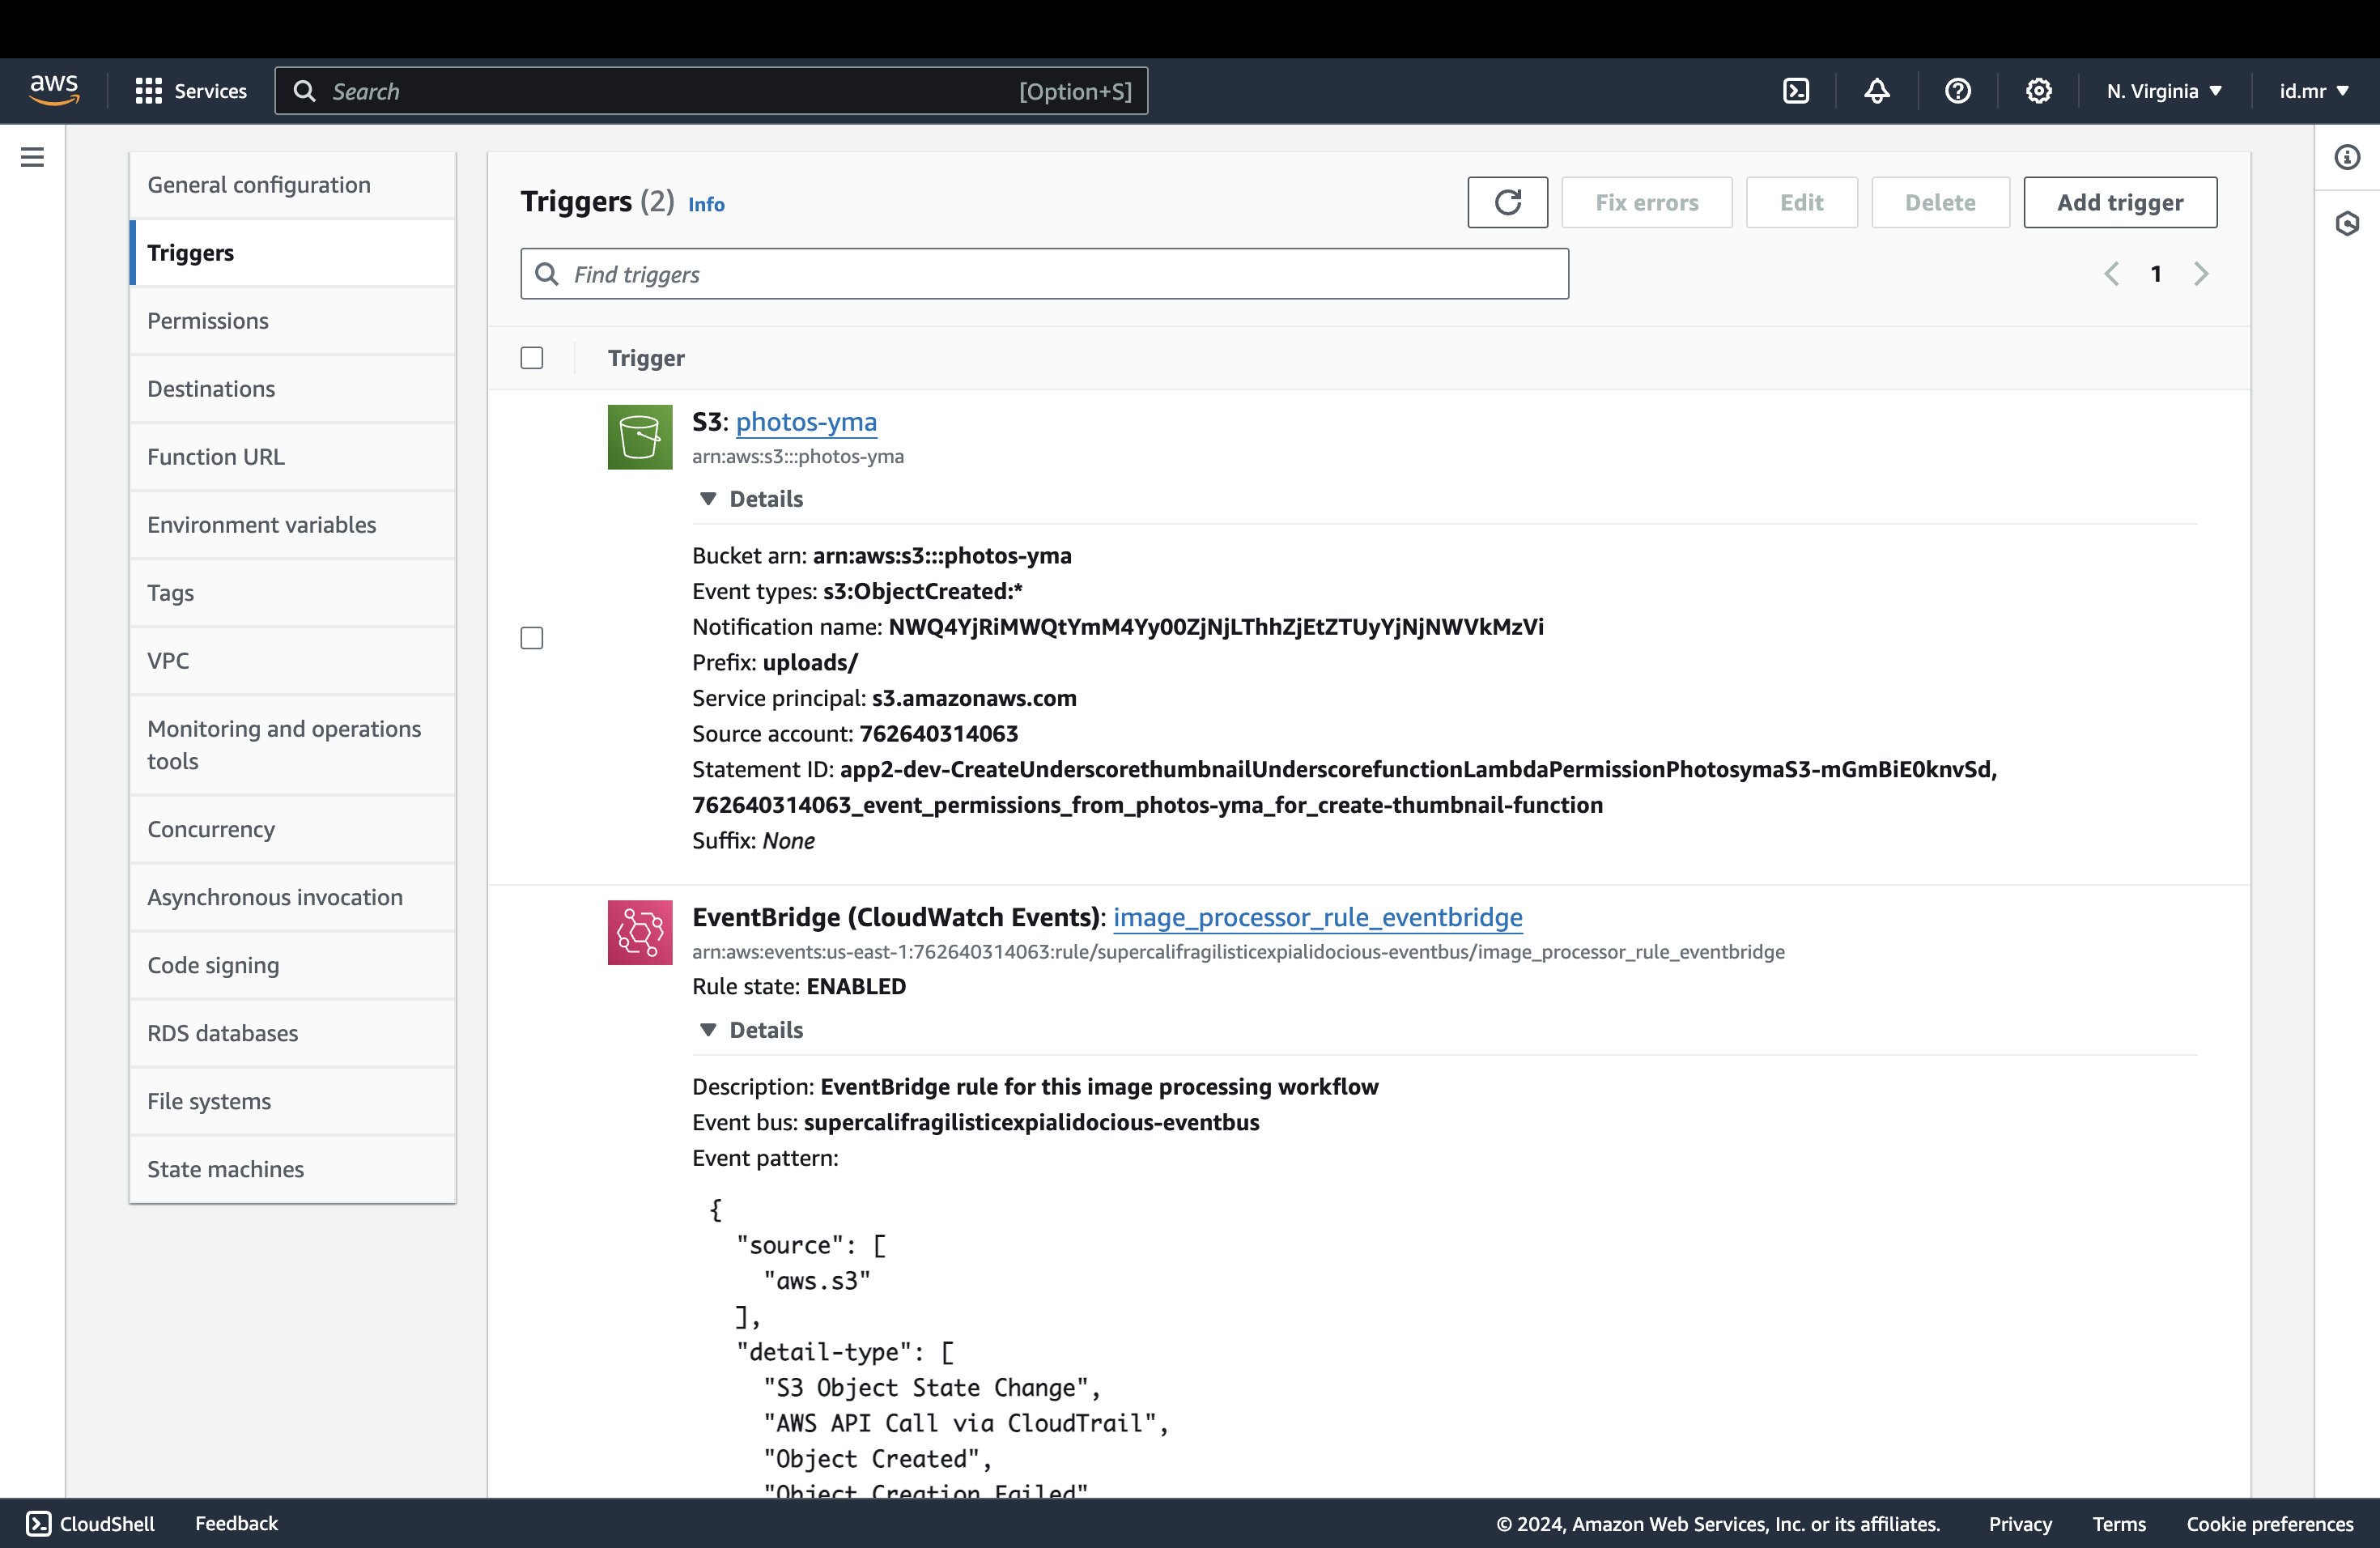 aws Services Search [Option+S] N. Virginia id.mr
General configuration
Triggers
Permissions
Destinations
Function URL
Environment variables
Tags
VPC
Monitoring and operations
tools
Concurrency
Asynchronous invocation
Code signing
RDS databases
File systems
State machines
Triggers (2) Info Fix errors Edit Delete Add trigger
Find triggers 1
Trigger
S3: photos-yma
arn:aws:s3:::photos-yma
Details
Bucket arn: arn:aws:s3:::photos-yma
Event types: s3:ObjectCreated:*
Notification name: NWQ4YjRiMWQtYmM4Yy00ZjNjLThhZjEtZTUyYjNjNWVkMzVi
Prefix: uploads/
Service principal: s3.amazonaws.com
Source account: 762640314063
Statement ID: app2-dev-CreateUnderscorethumbnailUnderscorefunctionLambdaPermissionPhotosymaS3-mGmBiE0knvSd,
762640314063_event_permissions_from_photos-yma_for_create-thumbnail-function
Suffix: None
EventBridge (CloudWatch Events): image_processor_rule_eventbridge
arn:aws:events:us-east-1:762640314063:rule/supercalifragilisticexpialidocious-eventbus/image_processor_rule_eventbridge
Rule state: ENABLED
Details
Description: EventBridge rule for this image processing workflow
Event bus: supercalifragilisticexpialidocious-eventbus
Event pattern:
{
"source": [
"aws.s3"
],
"detail-type": [
"S3 Object State Change",
"AWS API Call via CloudTrail",
"Object Created",
"Object Creation Failed"
CloudShell Feedback © 2024, Amazon Web Services, Inc. or its affiliates. Privacy Terms Cookie preferences